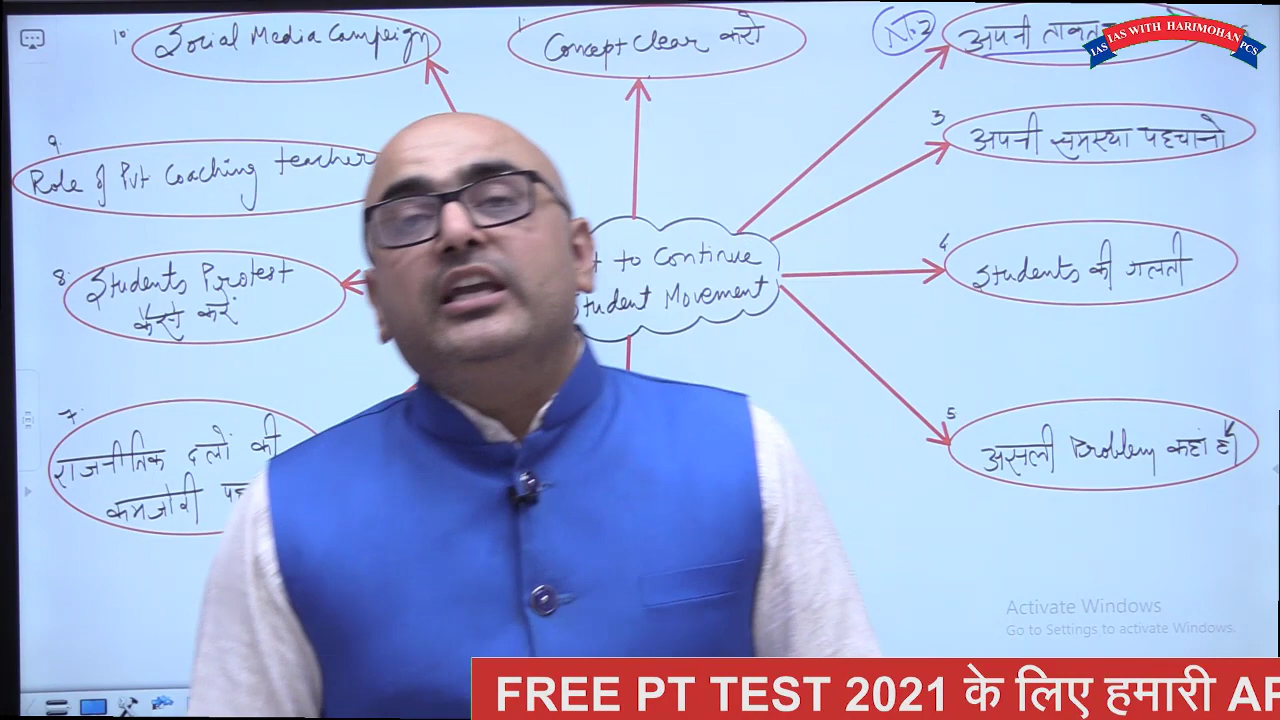 10.
Social Media Campaign
1.
Concept clear करो
N.2
अपनी ताकत
IAS IAS WITH HARIMOHAN PCS
9.
Role of Pvt Coaching teacher
3
अपनी समस्या पहचानो
8.
Students Protest
कैसे करें
to Continue
Student Movement
4
Students की गलती
7.
राजनीतिक दलों की
कमजोरी
5
असली Problem कहां है
Activate Windows
Go to Settings to activate Windows.
FREE PT TEST 2021 के लिए हमारी